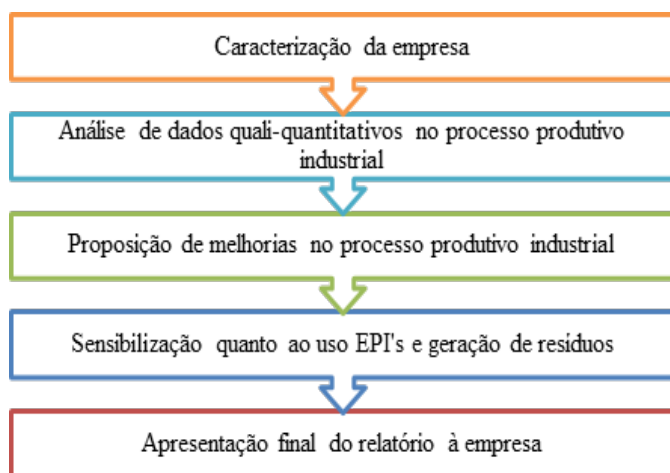 Caracterização da empresa
Análise de dados quali-quantitativos no processo produtivo
industrial
Proposição de melhorias no processo produtivo industrial
Sensibilização quanto ao uso EPI's e geração de resíduos
Apresentação final do relatório à empresa